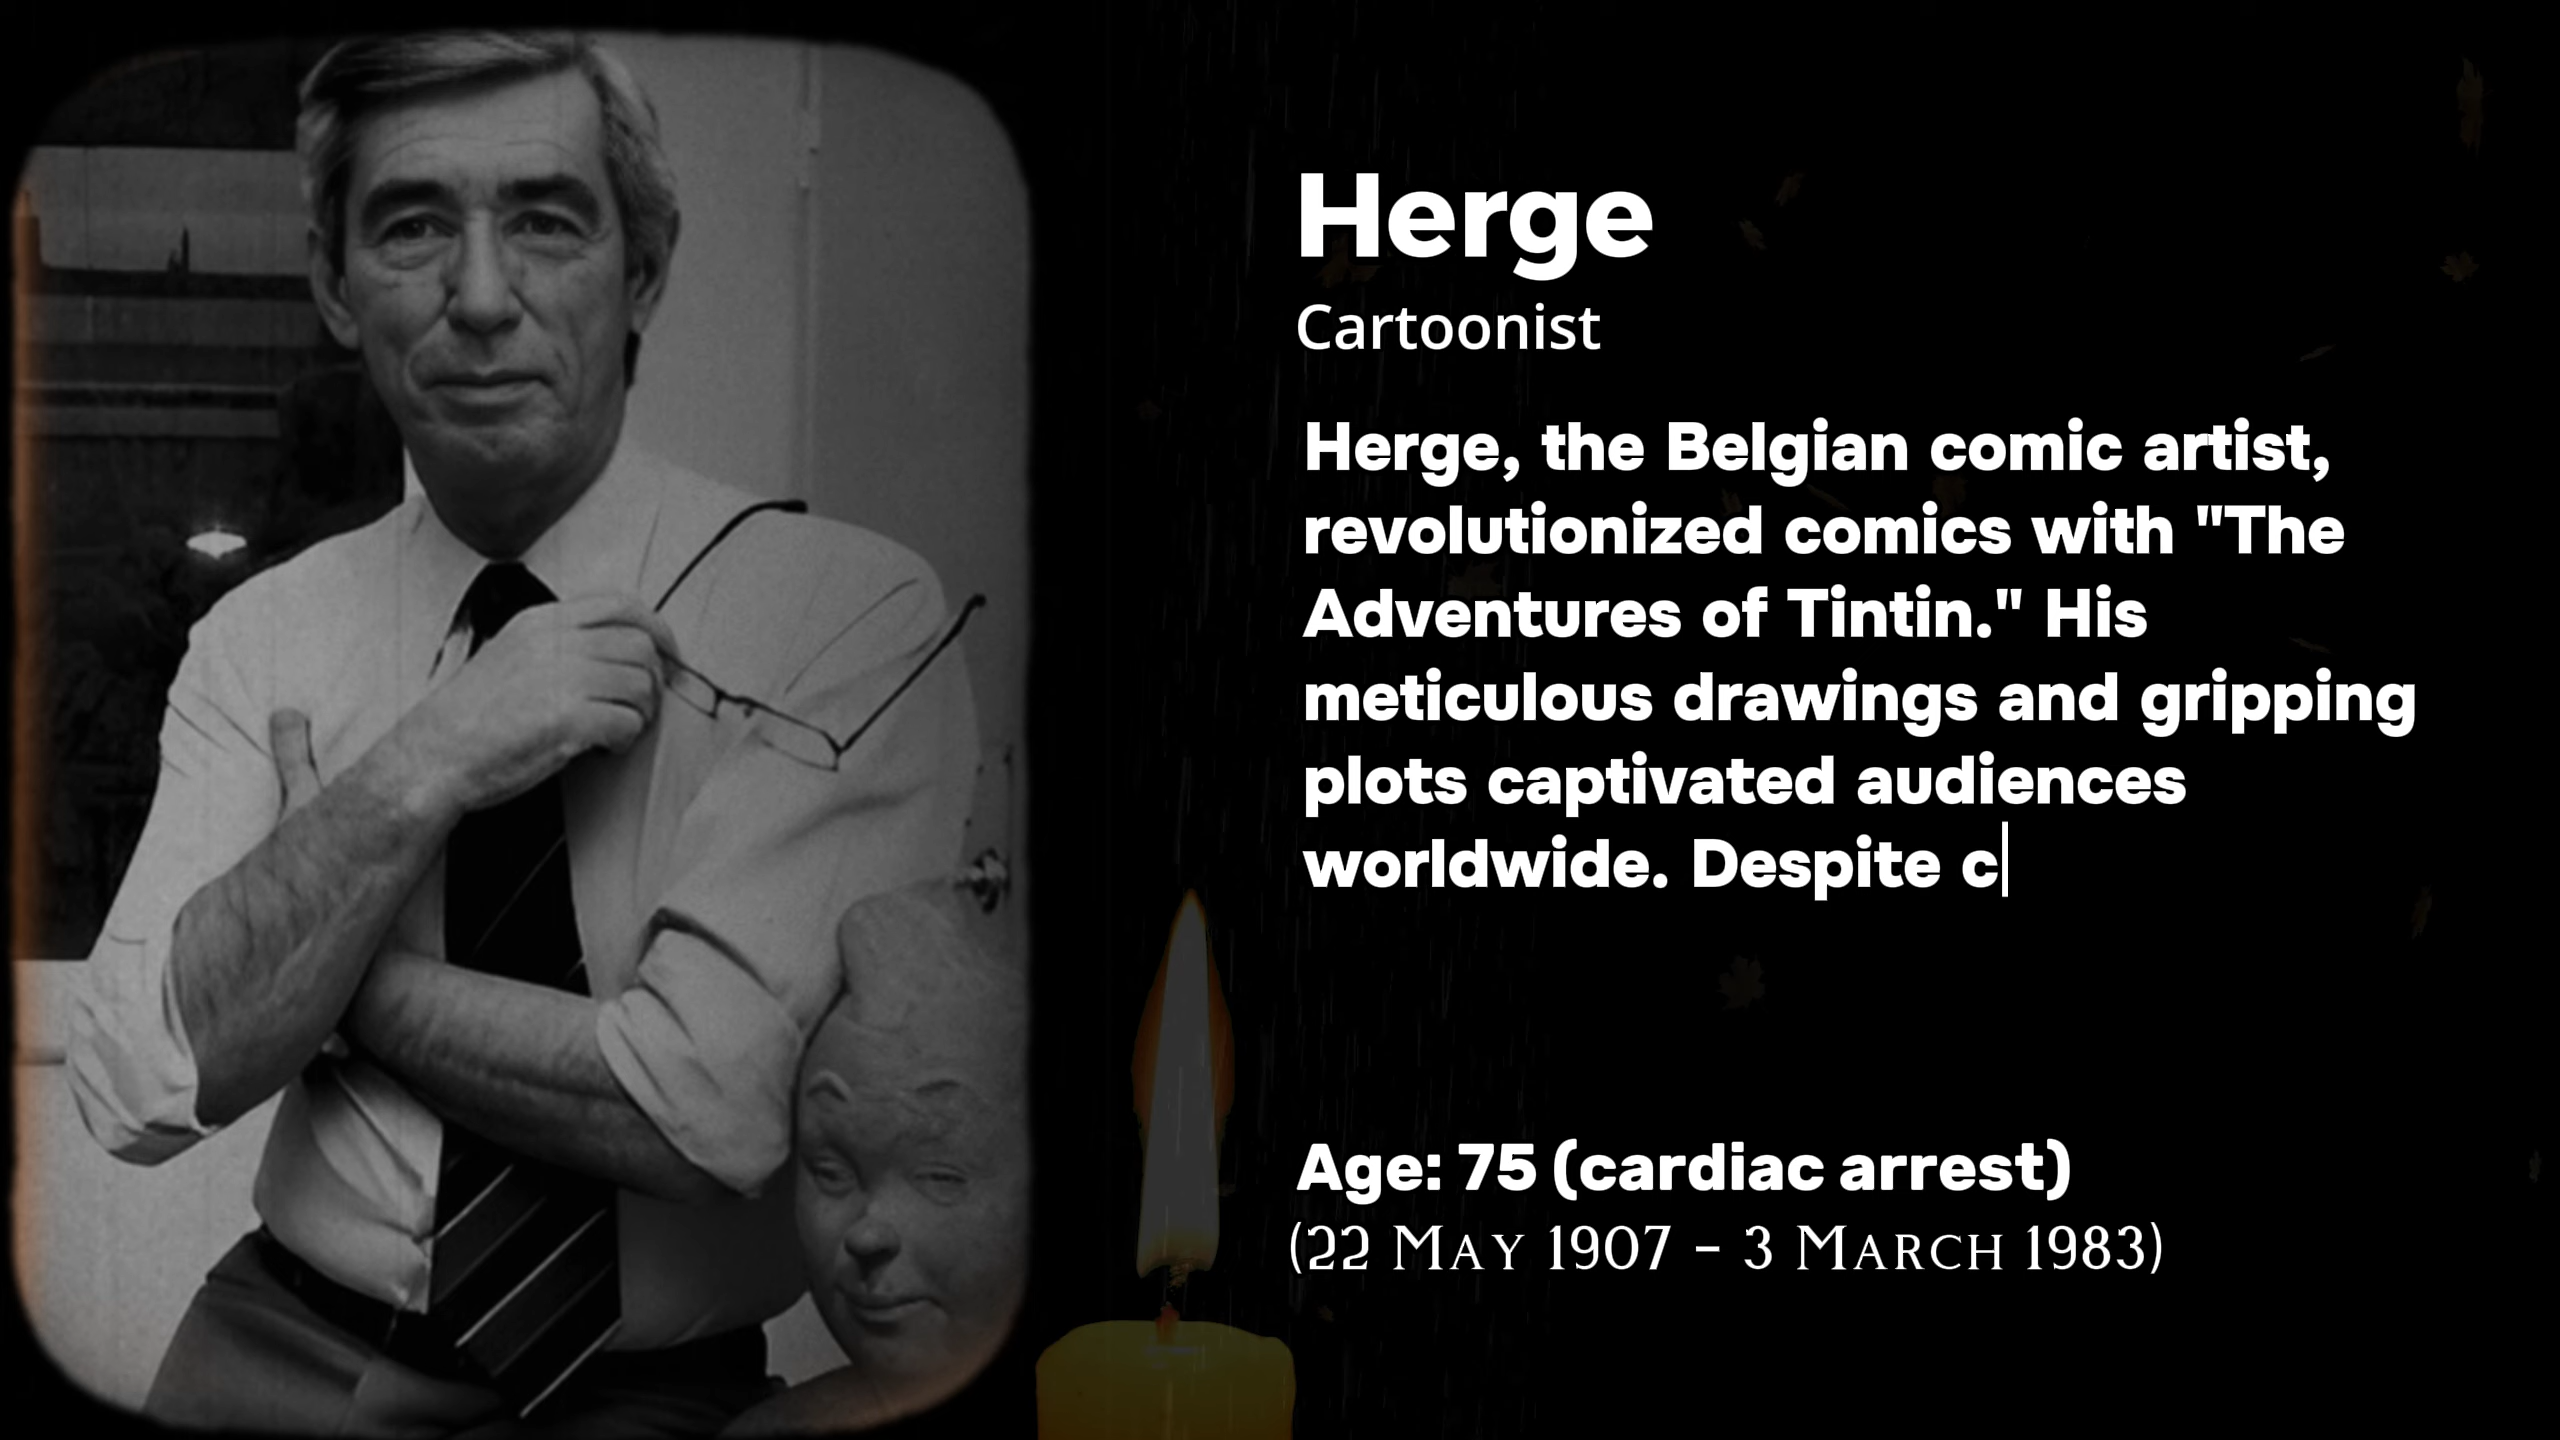 Herge
Cartoonist
Herge, the Belgian comic artist,
revolutionized comics with "The
Adventures of Tintin." His
meticulous drawings and gripping
plots captivated audiences
worldwide. Despite c
Age: 75 (cardiac arrest)
(22 May 1907 – 3 March 1983)